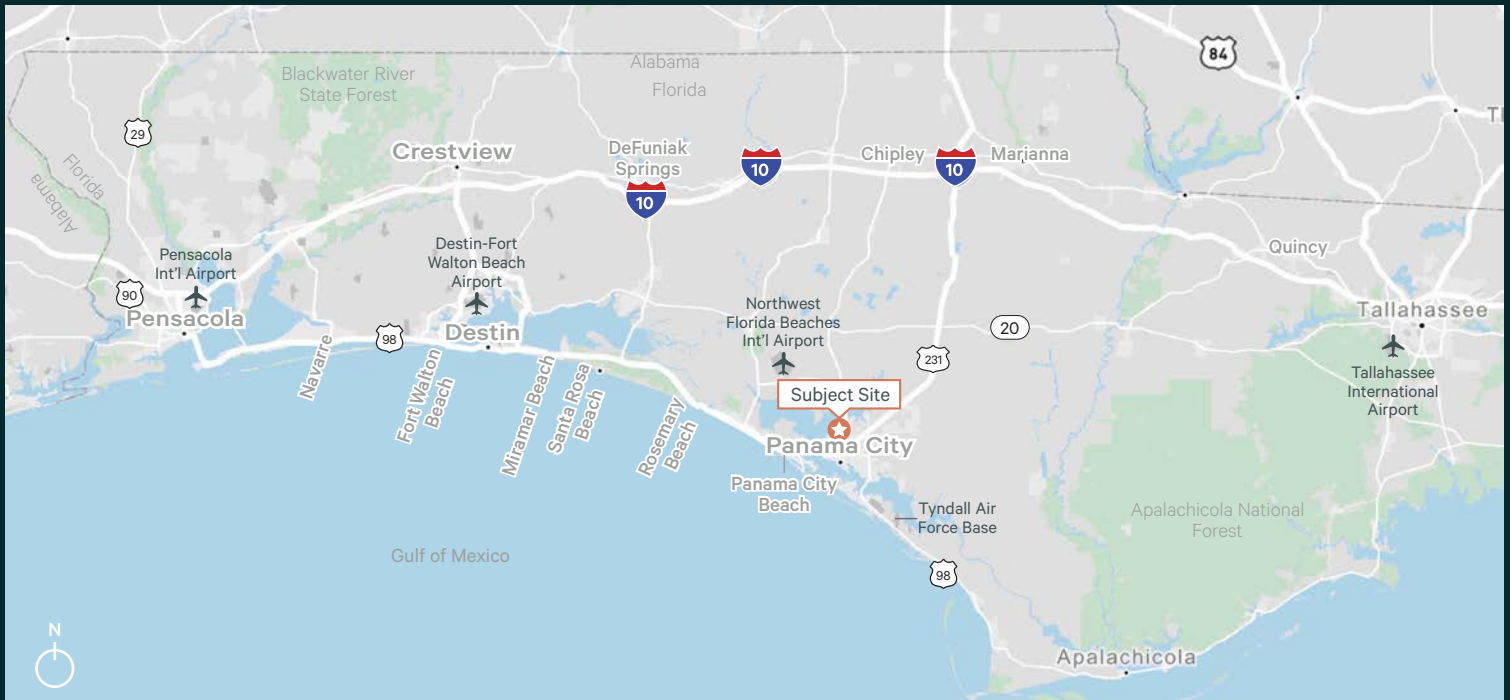 Alabama
Florida
84
Blackwater River
State Forest
29
Florida
Alabama
Crestview
DeFuniak
Springs
10
10
Chipley
10
Marianna
Pensacola
Int'l Airport
90
Pensacola
Destin-Fort
Walton Beach
Airport
98
Destin
Navarre
Fort Walton
Beach
Miramar Beach
Santa Rosa
Beach
Rosemary
Beach
Northwest
Florida Beaches
Int'l Airport
20
231
Quincy
Tallahassee
Tallahassee
International
Airport
Subject Site
Panama City
Panama City
Beach
Tyndall Air
Force Base
98
Apalachicola National
Forest
Gulf of Mexico
Apalachicola
N